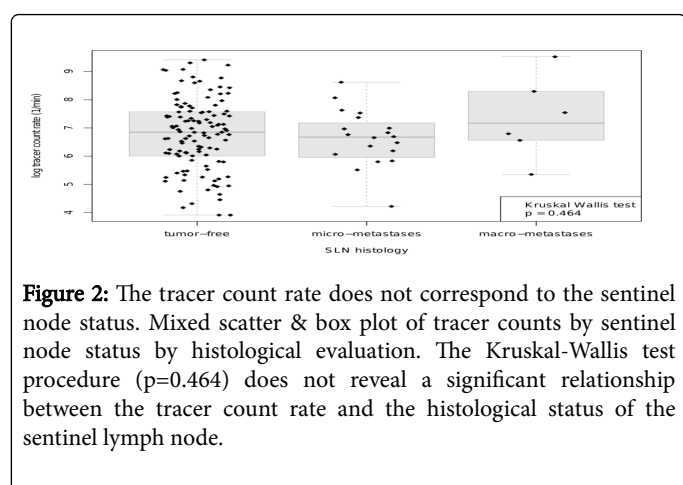 log tracer count rate (1/min)
9
8
7
6
5
4
Kruskal Wallis test
p = 0.464
tumor−free
micro−metastases
macro−metastases
SLN histology
Figure 2: The tracer count rate does not correspond to the sentinel
node status. Mixed scatter & box plot of tracer counts by sentinel
node status by histological evaluation. The Kruskal-Wallis test
procedure (p=0.464) does not reveal a significant relationship
between the tracer count rate and the histological status of the
sentinel lymph node.